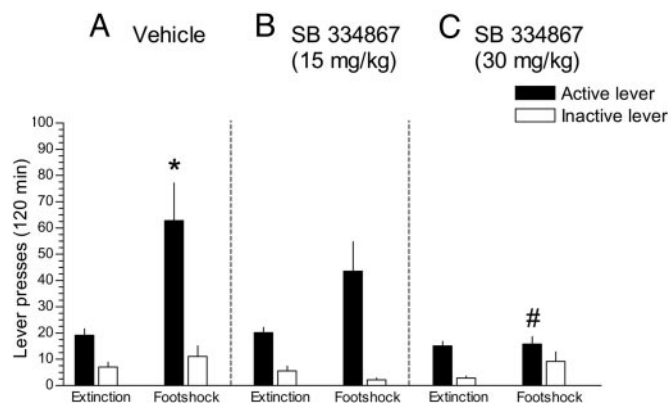 A Vehicle
B SB 334867
(15 mg/kg)
C SB 334867
(30 mg/kg)
Active lever
Inactive lever
Lever presses (120 min)
100
90
80
70
60
50
40
30
20
10
0
*
#
Extinction Footshock Extinction Footshock Extinction Footshock